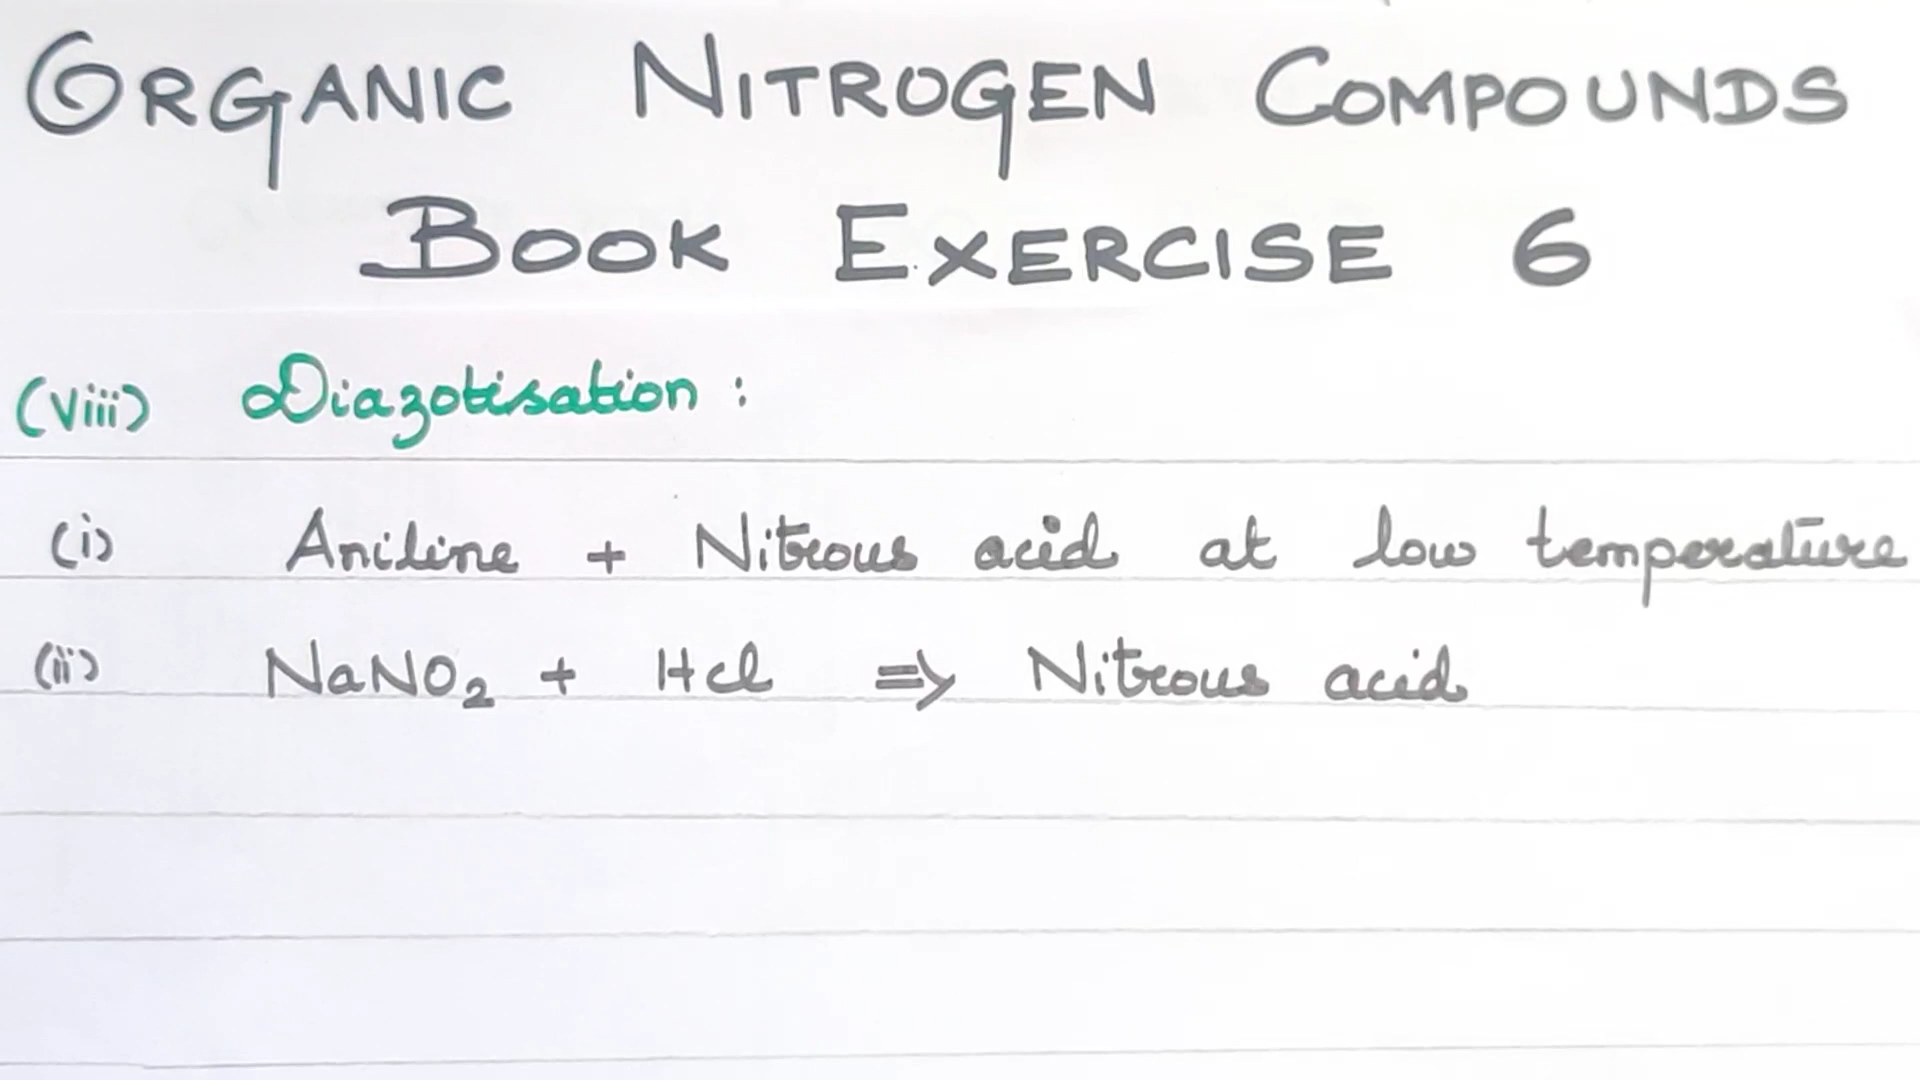 ORGANIC NITROGEN COMPOUNDS
BOOK EXERCISE 6
(viii) Diazotisation :
(i) Aniline + Nitrous acid at low temperature
(ii) NaNO₂ + Hcl ⇒ Nitrous acid